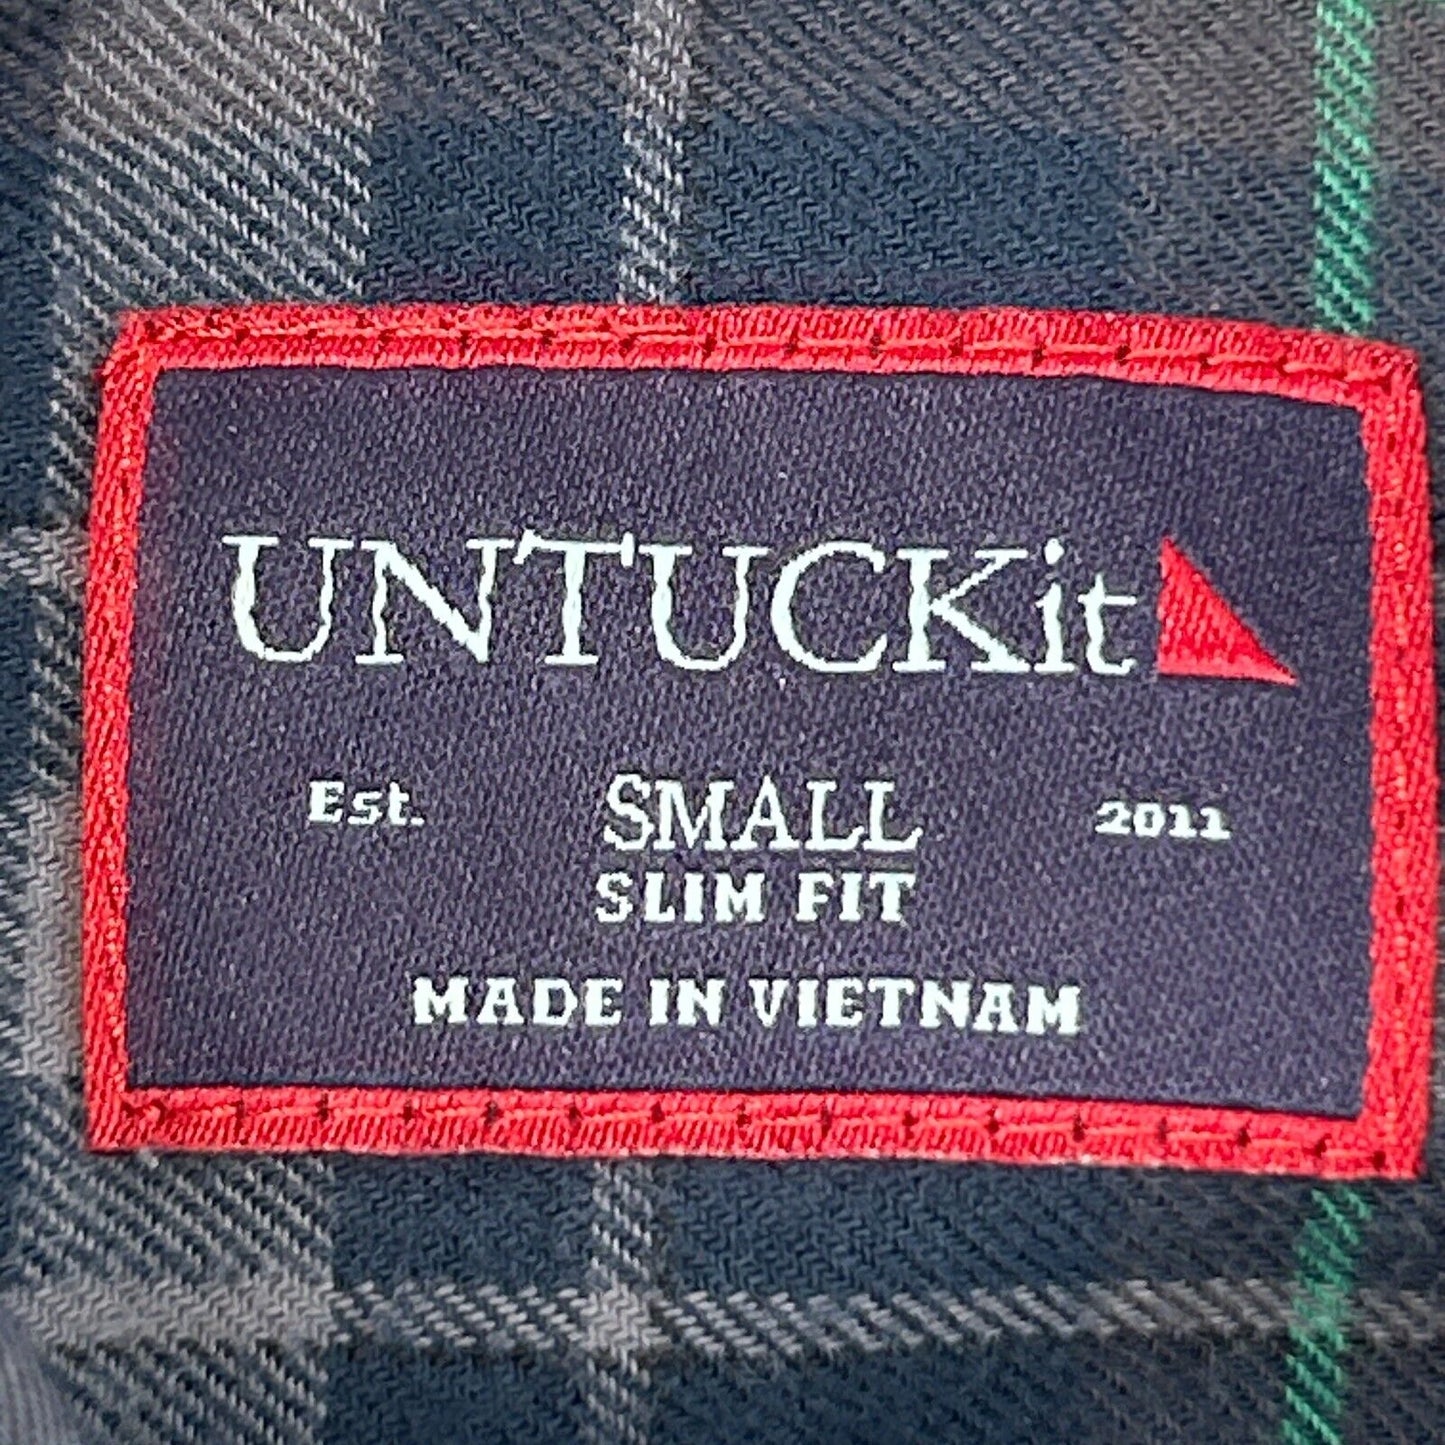 UNTUCKit
Est. SMALL 2011
SLIM FIT
MADE IN VIETNAM